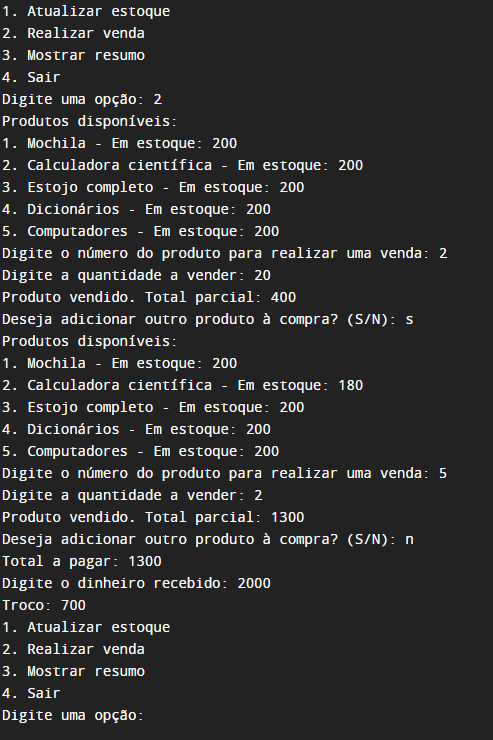 1. Atualizar estoque
2. Realizar venda
3. Mostrar resumo
4. Sair
Digite uma opção: 2
Produtos disponíveis:
1. Mochila - Em estoque: 200
2. Calculadora científica - Em estoque: 200
3. Estojo completo - Em estoque: 200
4. Dicionários - Em estoque: 200
5. Computadores - Em estoque: 200
Digite o número do produto para realizar uma venda: 2
Digite a quantidade a vender: 20
Produto vendido. Total parcial: 400
Deseja adicionar outro produto à compra? (S/N): s
Produtos disponíveis:
1. Mochila - Em estoque: 200
2. Calculadora científica - Em estoque: 180
3. Estojo completo - Em estoque: 200
4. Dicionários - Em estoque: 200
5. Computadores - Em estoque: 200
Digite o número do produto para realizar uma venda: 5
Digite a quantidade a vender: 2
Produto vendido. Total parcial: 1300
Deseja adicionar outro produto à compra? (S/N): n
Total a pagar: 1300
Digite o dinheiro recebido: 2000
Troco: 700
1. Atualizar estoque
2. Realizar venda
3. Mostrar resumo
4. Sair
Digite uma opção: